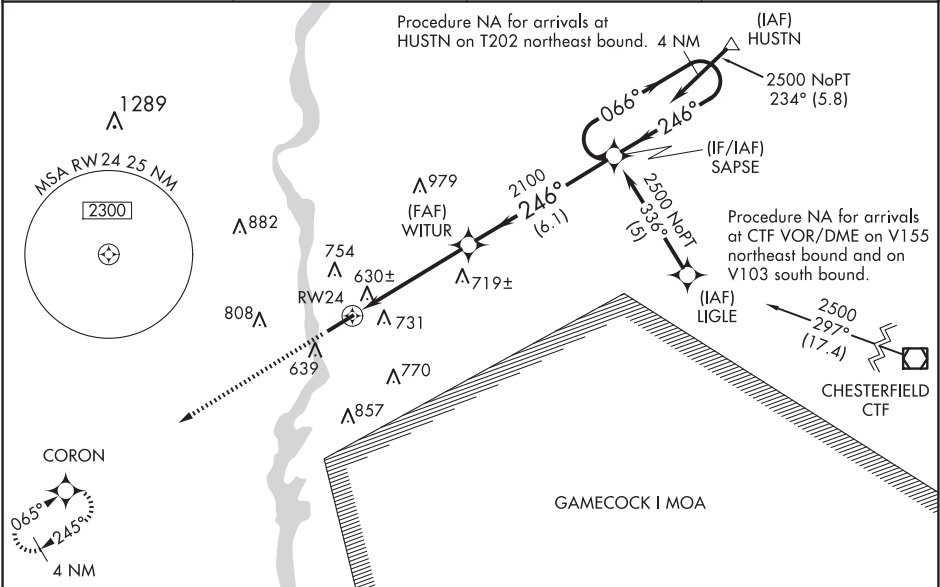 Procedure NA for arrivals at
HUSTN on T202 northeast bound.
4 NM
(IAF)
HUSTN
2500 NoPT
234° (5.8)
1289
MSA RW 24 25 NM
2300
066°
246°
(IF/IAF)
SAPSE
979
2100
246°
(6.1)
(FAF)
WITUR
2500 NoPT
336°
(5)
Procedure NA for arrivals
at CTF VOR/DME on V155
northeast bound and on
V103 south bound.
882
754
630±
719±
RW24
(IAF)
LIGLE
808
731
2500
297°
(17.4)
639
770
CHESTERFIELD
CTF
857
CORON
065°
245°
4 NM
GAMECOCK I MOA